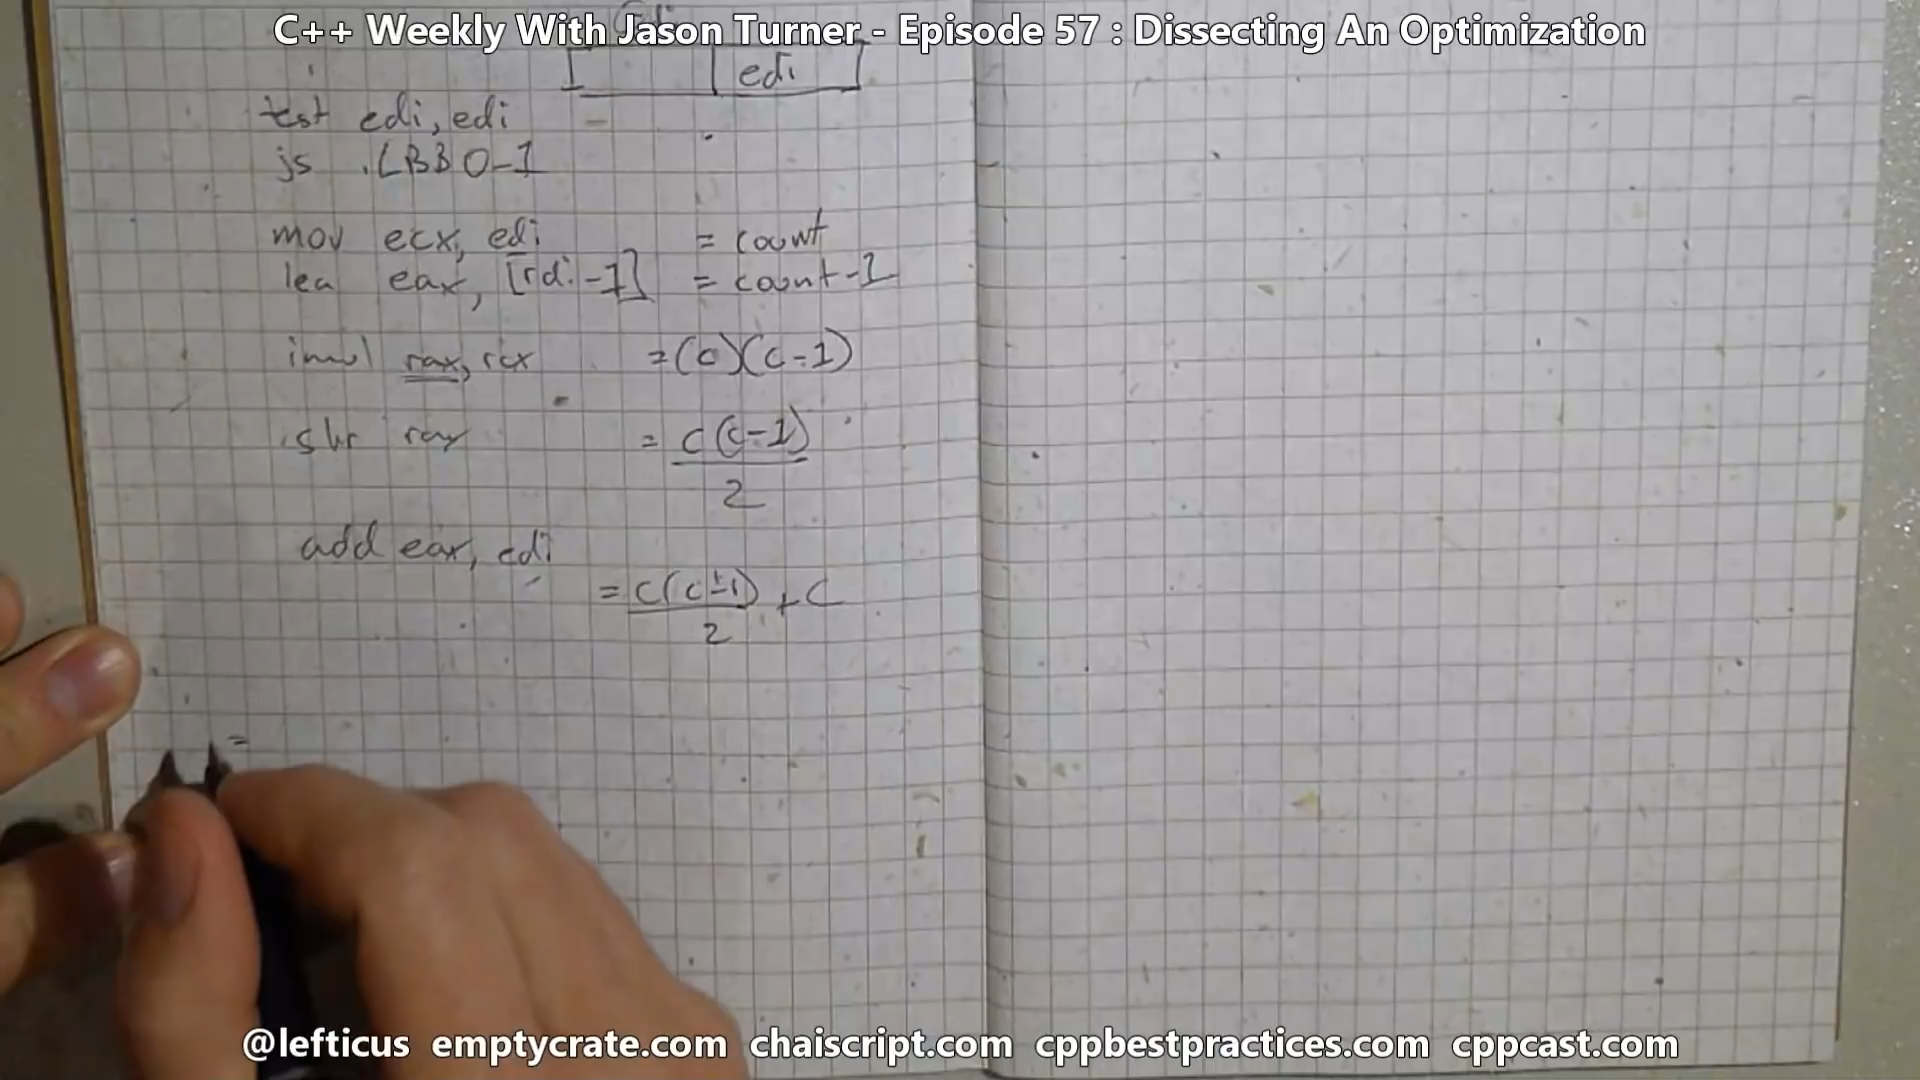 C++ Weekly With Jason Turner - Episode 57 : Dissecting An Optimization
edi
test edi, edi
js .LBB0-1
mov ecx, edi = count
lea eax, [rdi-1] = count-1
imul rax, rcx = (c)(c-1)
shr rax = c(c-1)
2
add eax, edi
= c(c-1) + c
2
=
@lefticus emptycrate.com chaiscript.com cppbestpractices.com cppcast.com